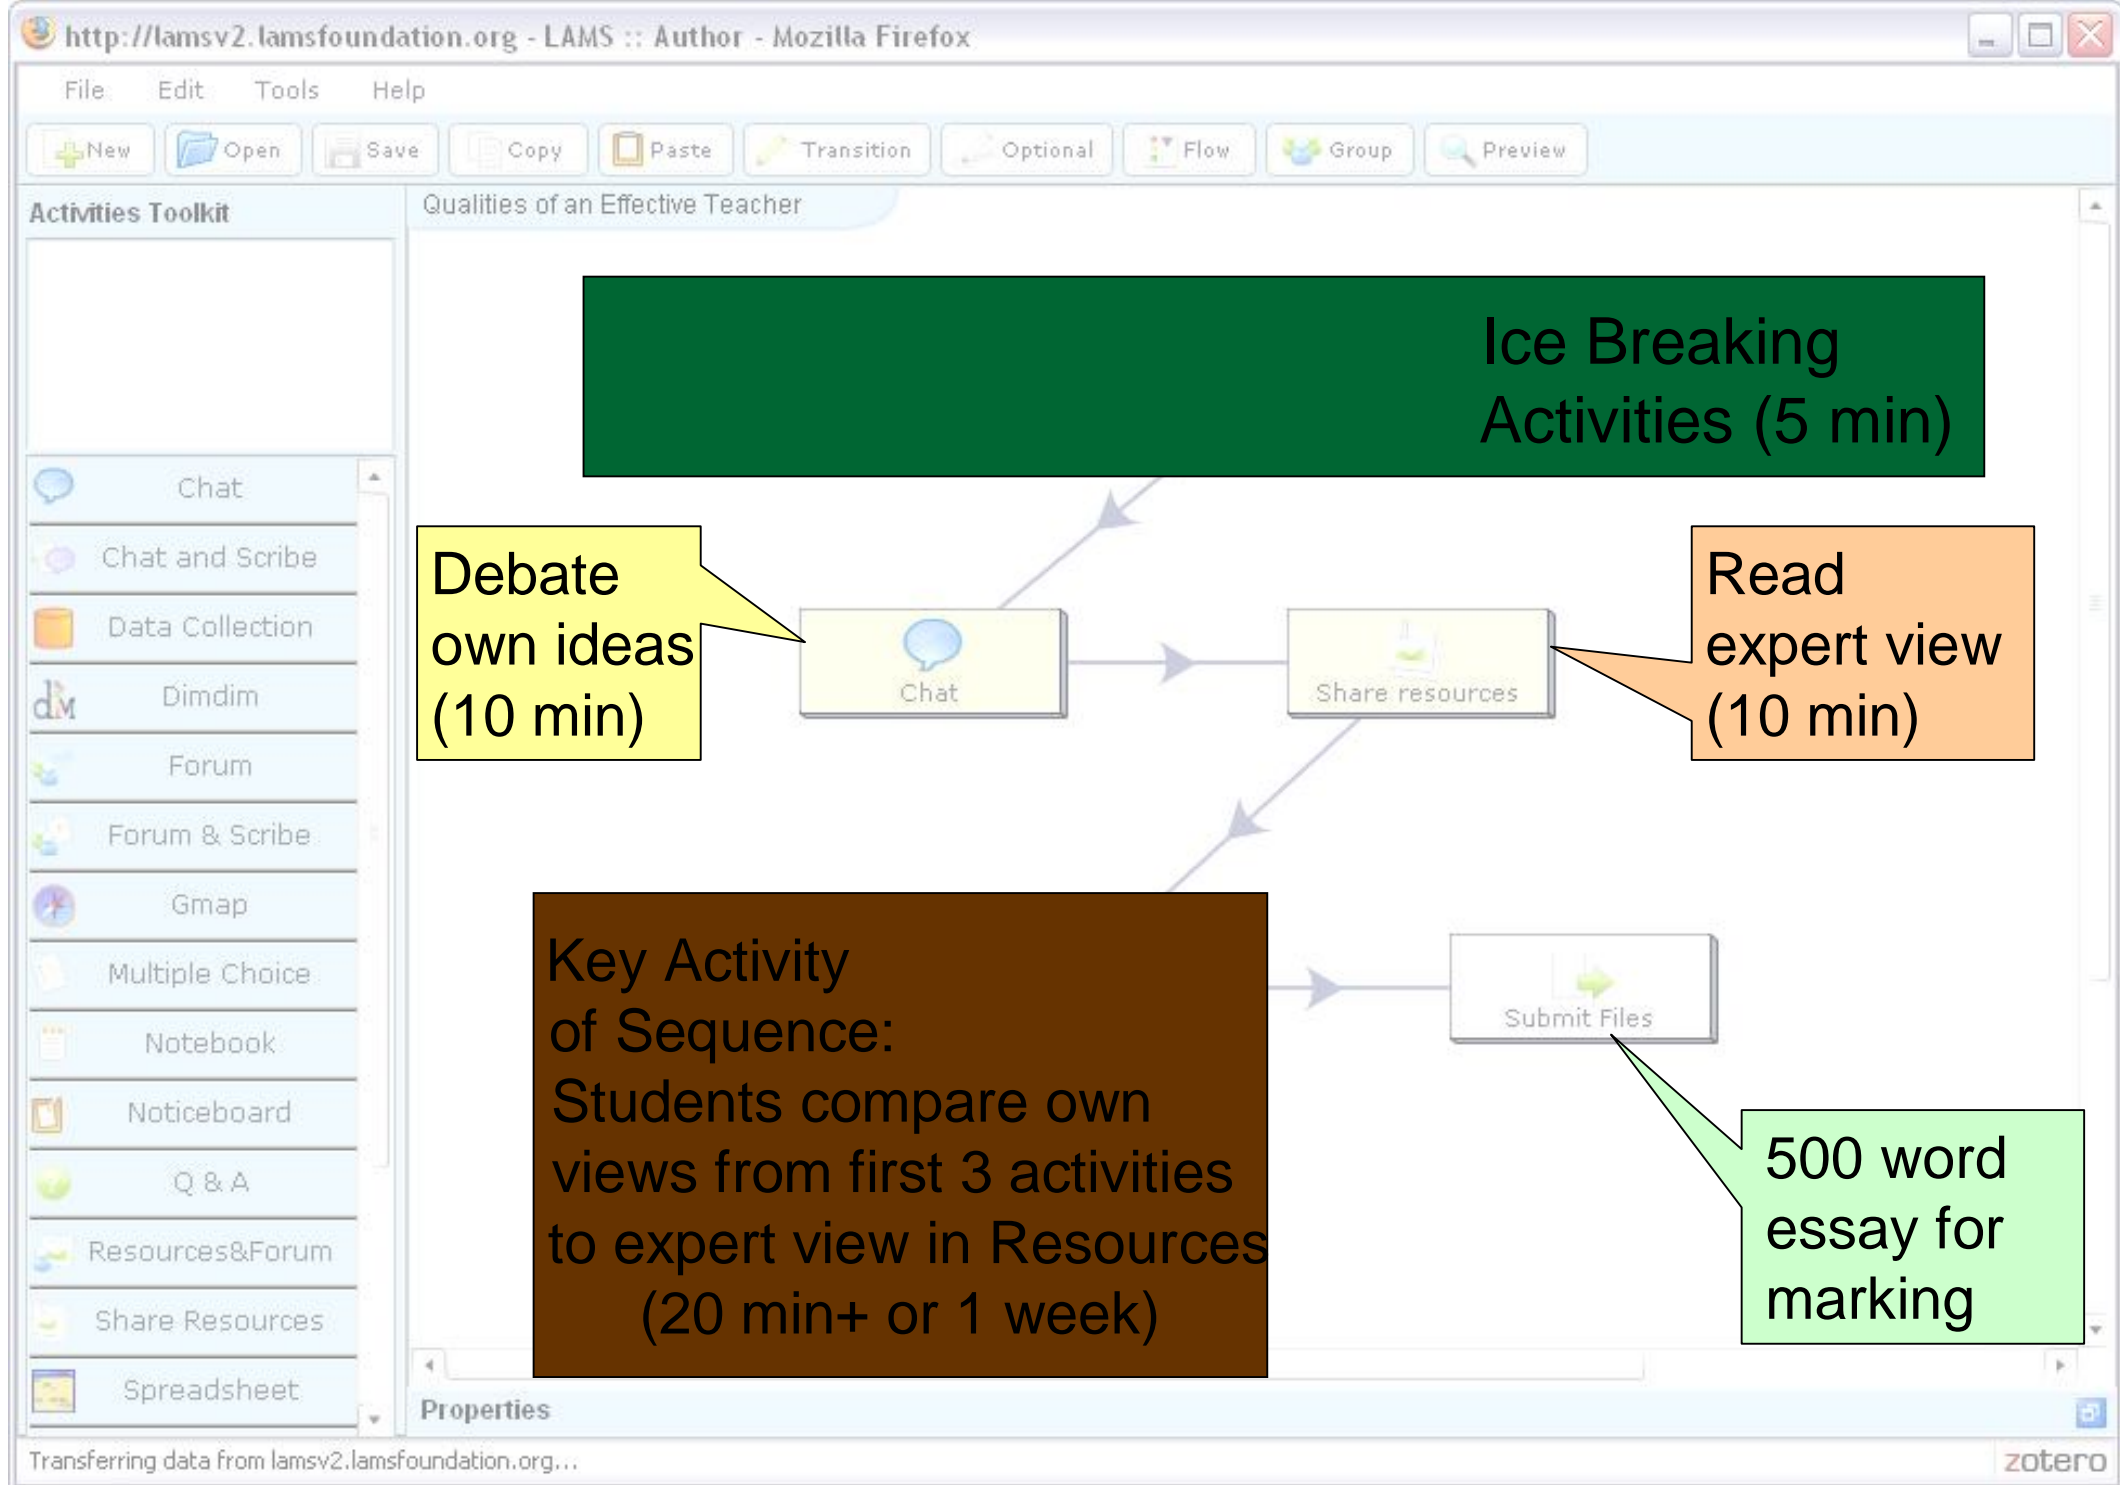 http://lamsv2.lamsfoundation.org - LAMS :: Author - Mozilla Firefox
File Edit Tools Help
New Open Save Copy Paste Transition Optional Flow Group Preview
Activities Toolkit
Qualities of an Effective Teacher
Ice Breaking
Activities (5 min)
Chat
Chat and Scribe
Data Collection
dM Dimdim
Forum
Forum & Scribe
Gmap
Multiple Choice
Notebook
Noticeboard
Q & A
Resources&Forum
Share Resources
Spreadsheet
Debate
own ideas
(10 min)
Chat
Share resources
Read
expert view
(10 min)
Key Activity
of Sequence:
Students compare own
views from first 3 activities
to expert view in Resources
(20 min+ or 1 week)
Submit Files
500 word
essay for
marking
Properties
Transferring data from lamsv2.lamsfoundation.org...
zotero